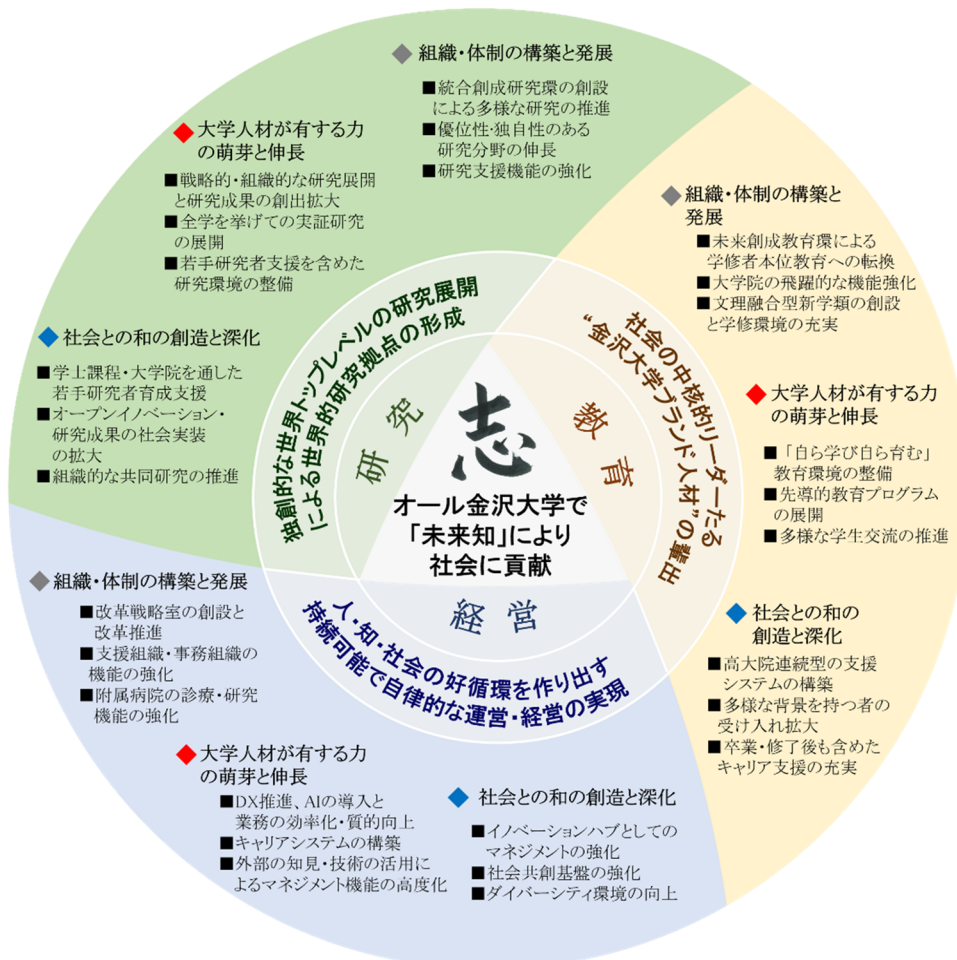 志
オール金沢大学で
「未来知」により
社会に貢献
研究
独創的な世界トップレベルの研究展開
による世界的研究拠点の形成
◆ 組織・体制の構築と発展
■統合創成研究環の創設
による多様な研究の推進
■優位性・独自性のある
研究分野の伸長
■研究支援機能の強化
◆ 大学人材が有する力
の萌芽と伸長
■戦略的・組織的な研究展開
と研究成果の創出拡大
■全学を挙げての実証研究
の展開
■若手研究者支援を含めた
研究環境の整備
◆ 社会との和の創造と深化
■学士課程・大学院を通した
若手研究者育成支援
■オープンイノベーション・
研究成果の社会実装
の拡大
■組織的な共同研究の推進
教育
社会の中核的リーダーたる
“金沢大学ブランド人材”の輩出
◆ 組織・体制の構築と
発展
■未来創成教育環による
学修者本位教育への転換
■大学院の飛躍的な機能強化
■文理融合型新学類の創設
と学修環境の充実
◆ 大学人材が有する力
の萌芽と伸長
■「自ら学び自ら育む」
教育環境の整備
■先導的教育プログラム
の展開
■多様な学生交流の推進
◆ 社会との和の
創造と深化
■高大院連続型の支援
システムの構築
■多様な背景を持つ者の
受け入れ拡大
■卒業・修了後も含めた
キャリア支援の充実
経営
人・知・社会の好循環を作り出す
持続可能で自律的な運営・経営の実現
◆ 組織・体制の構築と発展
■改革戦略室の創設と
改革推進
■支援組織・事務組織の
機能の強化
■附属病院の診療・研究
機能の強化
◆ 大学人材が有する力
の萌芽と伸長
■DX推進、AIの導入と
業務の効率化・質的向上
■キャリアシステムの構築
■外部の知見・技術の活用に
よるマネジメント機能の高度化
◆ 社会との和の創造と深化
■イノベーションハブとしての
マネジメントの強化
■社会共創基盤の強化
■ダイバーシティ環境の向上